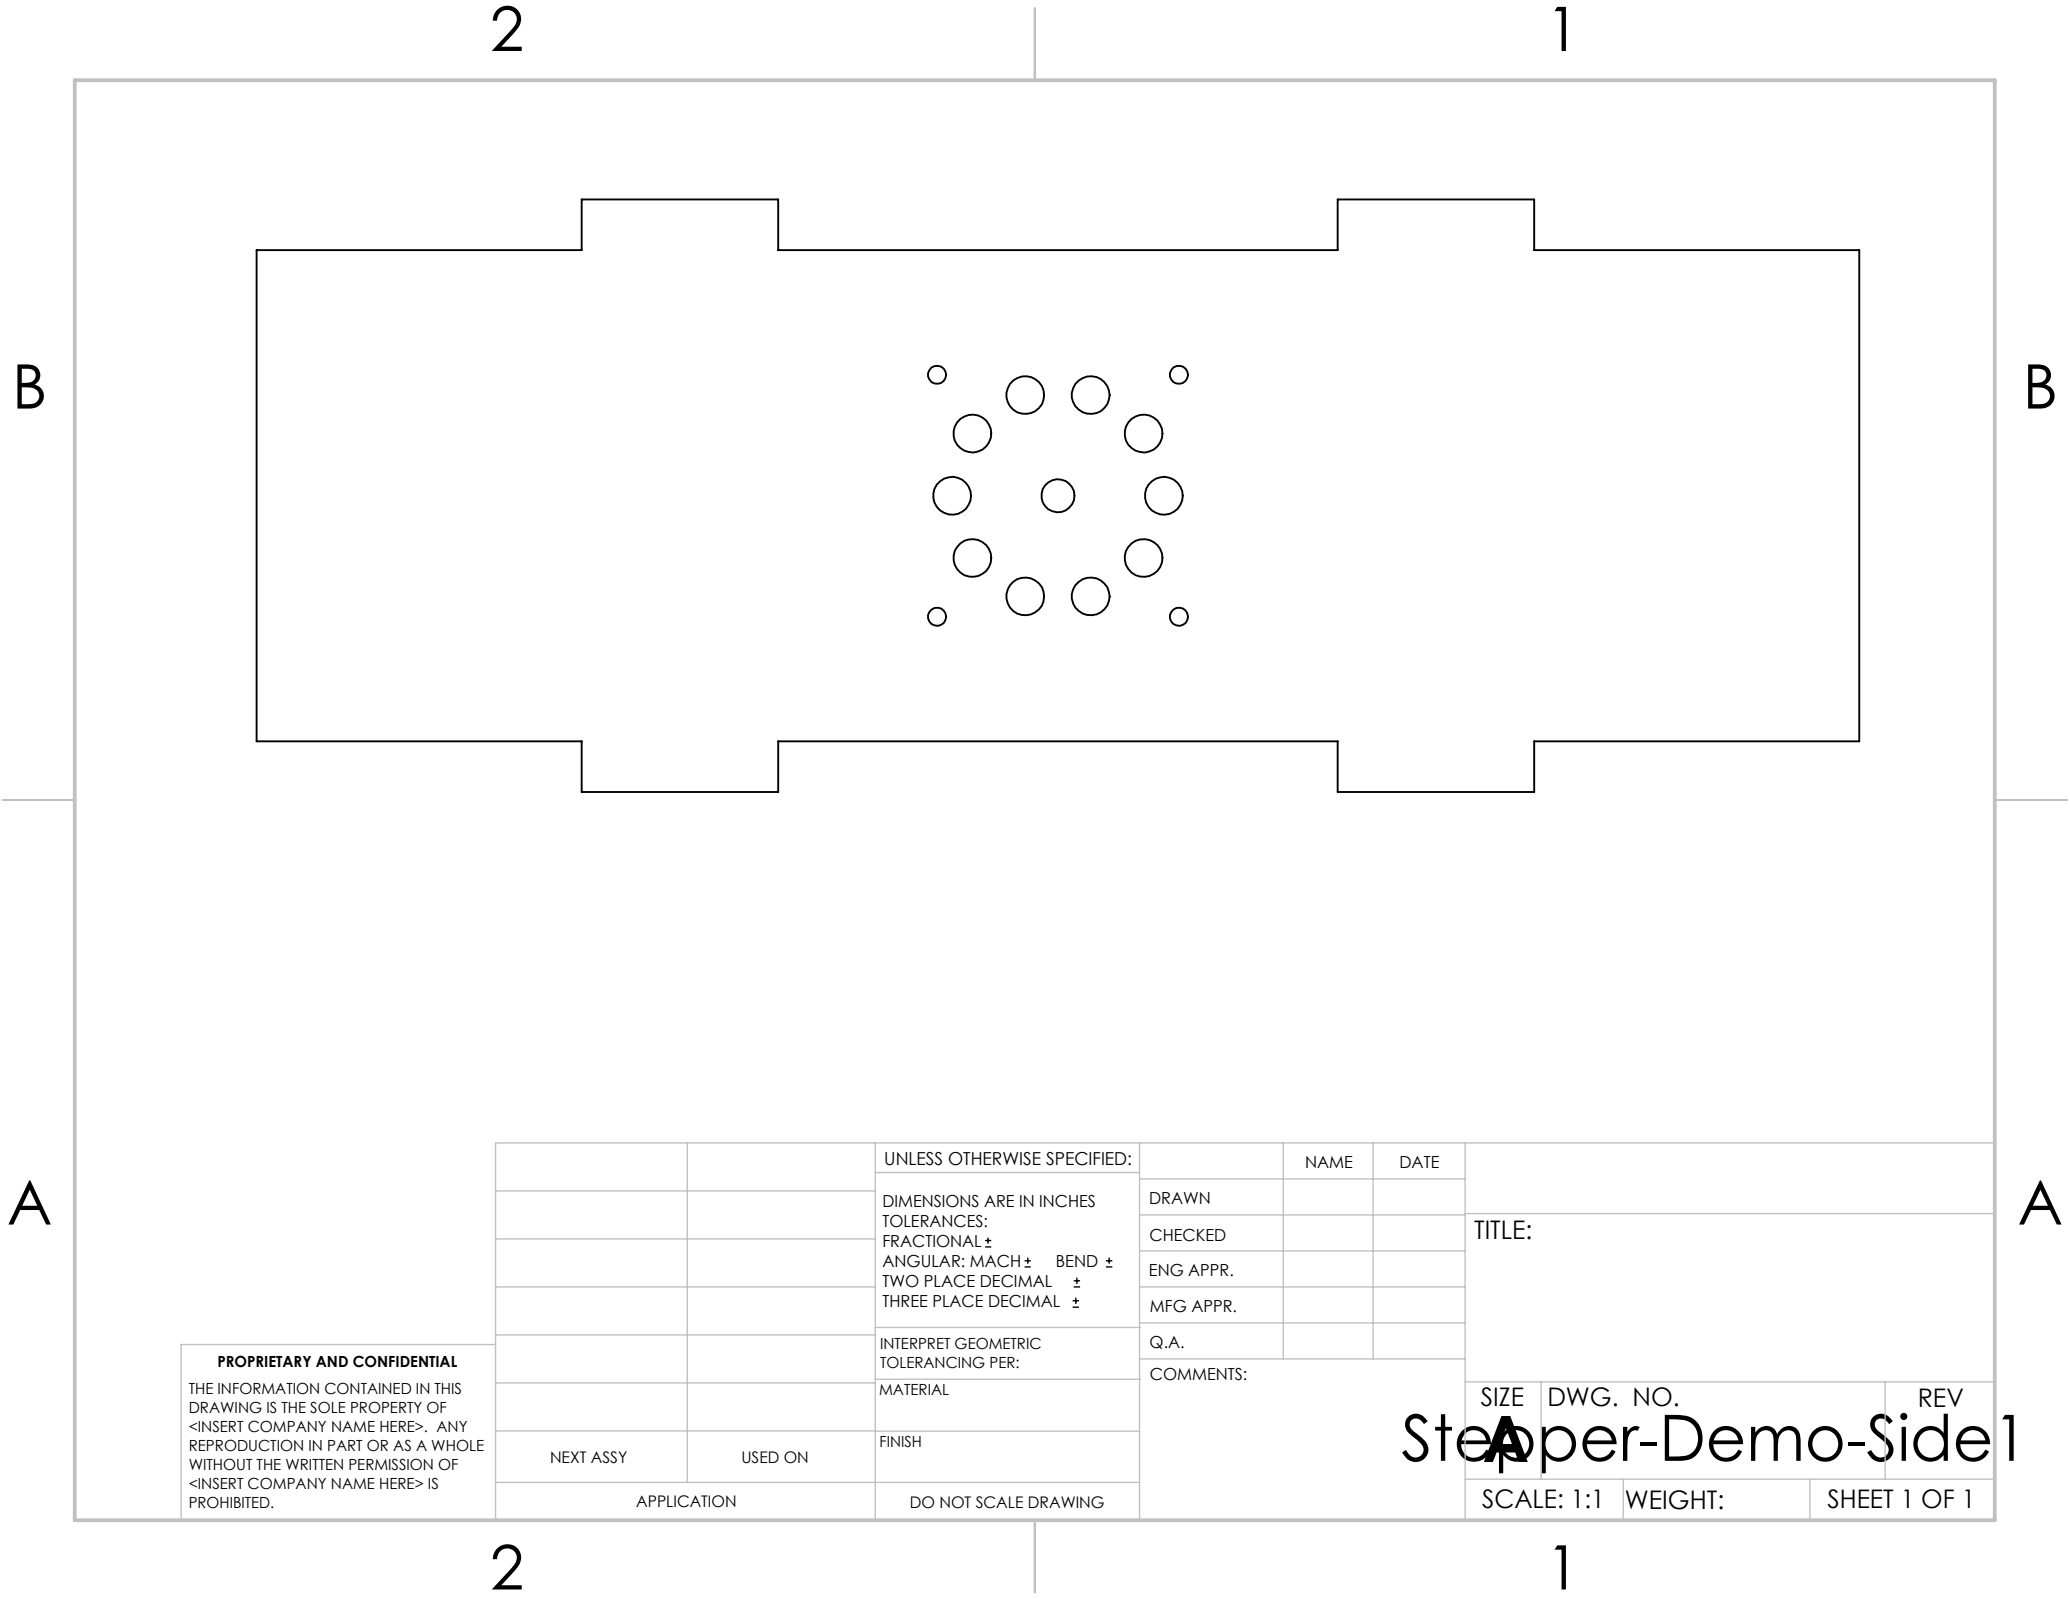 2
1
B
B
A
A
UNLESS OTHERWISE SPECIFIED:
DIMENSIONS ARE IN INCHES
TOLERANCES:
FRACTIONAL ±
ANGULAR: MACH ± BEND ±
TWO PLACE DECIMAL ±
THREE PLACE DECIMAL ±
INTERPRET GEOMETRIC
TOLERANCING PER:
MATERIAL
FINISH
DO NOT SCALE DRAWING
NAME
DATE
DRAWN
CHECKED
ENG APPR.
MFG APPR.
Q.A.
COMMENTS:
TITLE:
SIZE
DWG. NO.
REV
A
Stepper-Demo-Side1
SCALE: 1:1
WEIGHT:
SHEET 1 OF 1
PROPRIETARY AND CONFIDENTIAL
THE INFORMATION CONTAINED IN THIS
DRAWING IS THE SOLE PROPERTY OF
<INSERT COMPANY NAME HERE>. ANY
REPRODUCTION IN PART OR AS A WHOLE
WITHOUT THE WRITTEN PERMISSION OF
<INSERT COMPANY NAME HERE> IS
PROHIBITED.
NEXT ASSY
USED ON
APPLICATION
2
1